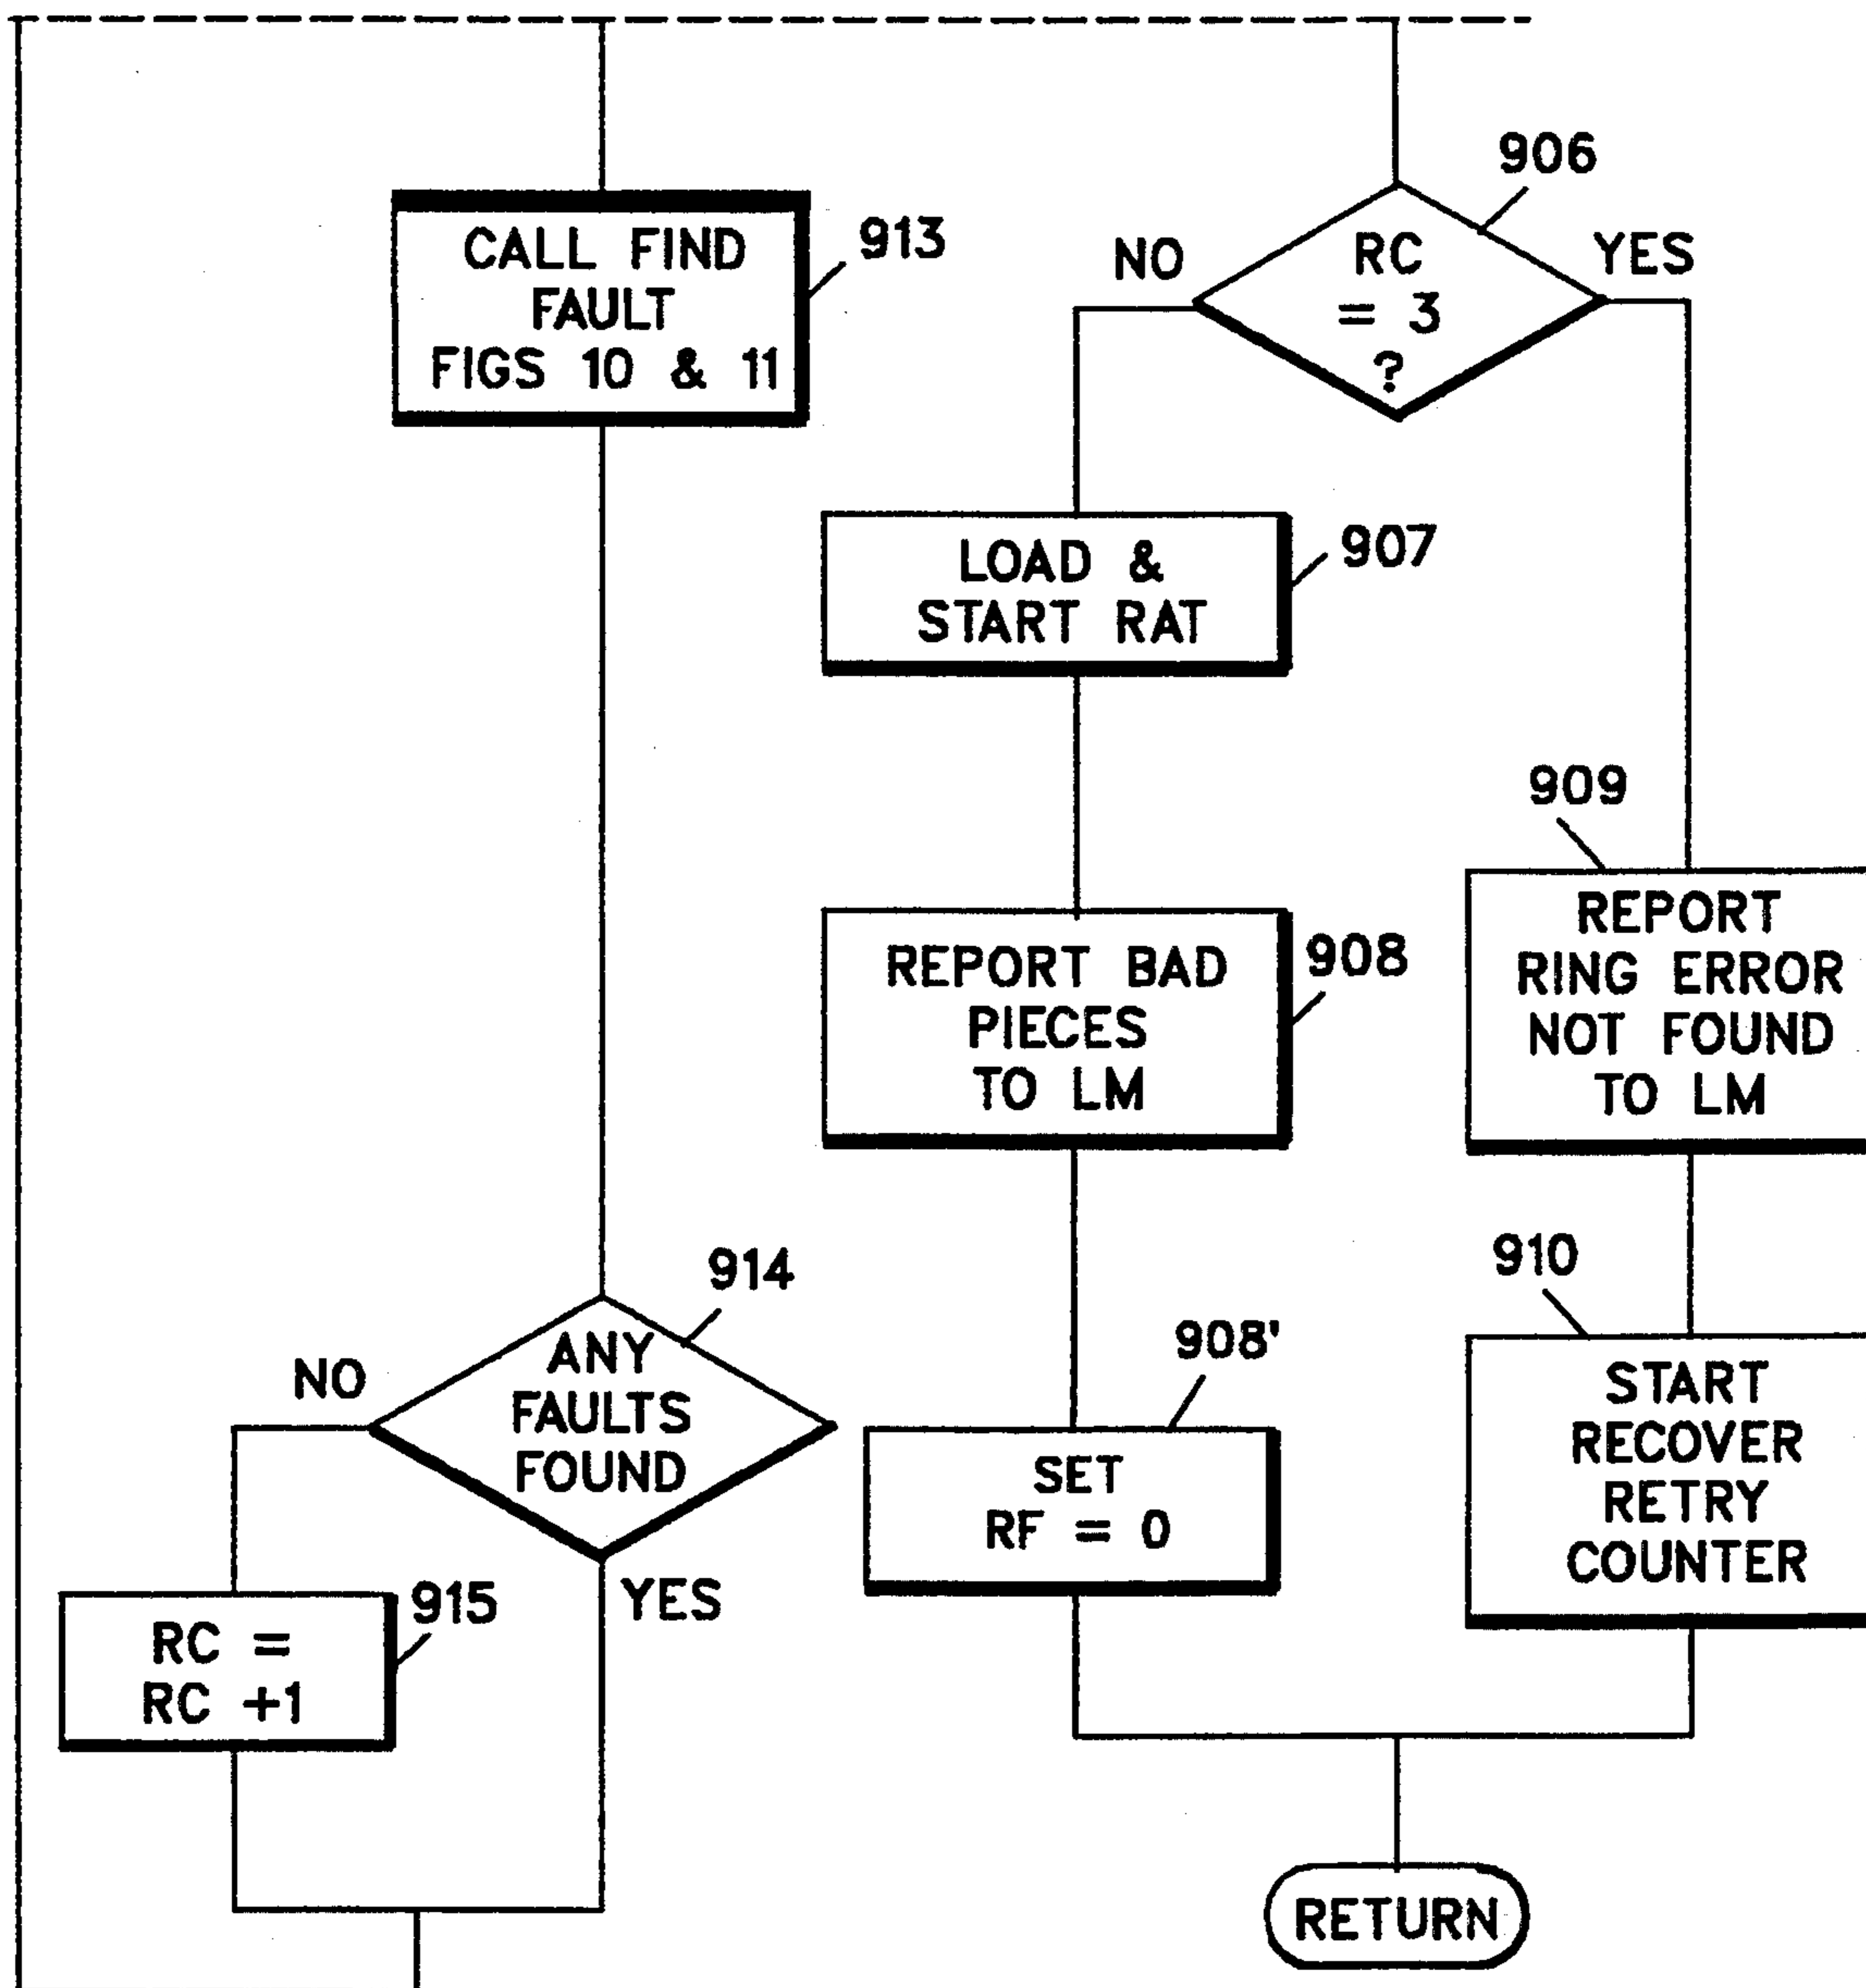 CALL FIND
FAULT
FIGS 10 & 11
913
906
NO
RC
= 3
?
YES
LOAD &
START RAT
907
909
REPORT BAD
PIECES
TO LM
908
REPORT
RING ERROR
NOT FOUND
TO LM
914
NO
ANY
FAULTS
FOUND
YES
908'
SET
RF = 0
910
START
RECOVER
RETRY
COUNTER
915
RC =
RC +1
RETURN